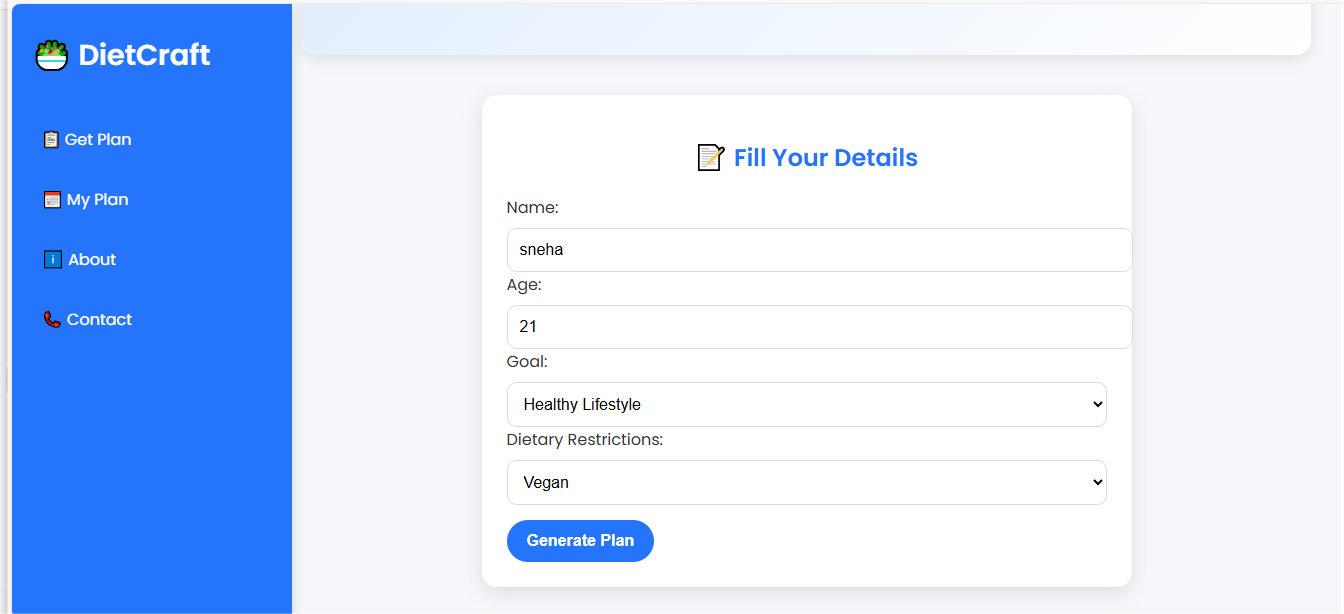 DietCraft
Get Plan
My Plan
About
Contact
Fill Your Details
Name:
sneha
Age:
21
Goal:
Healthy Lifestyle
Dietary Restrictions:
Vegan
Generate Plan